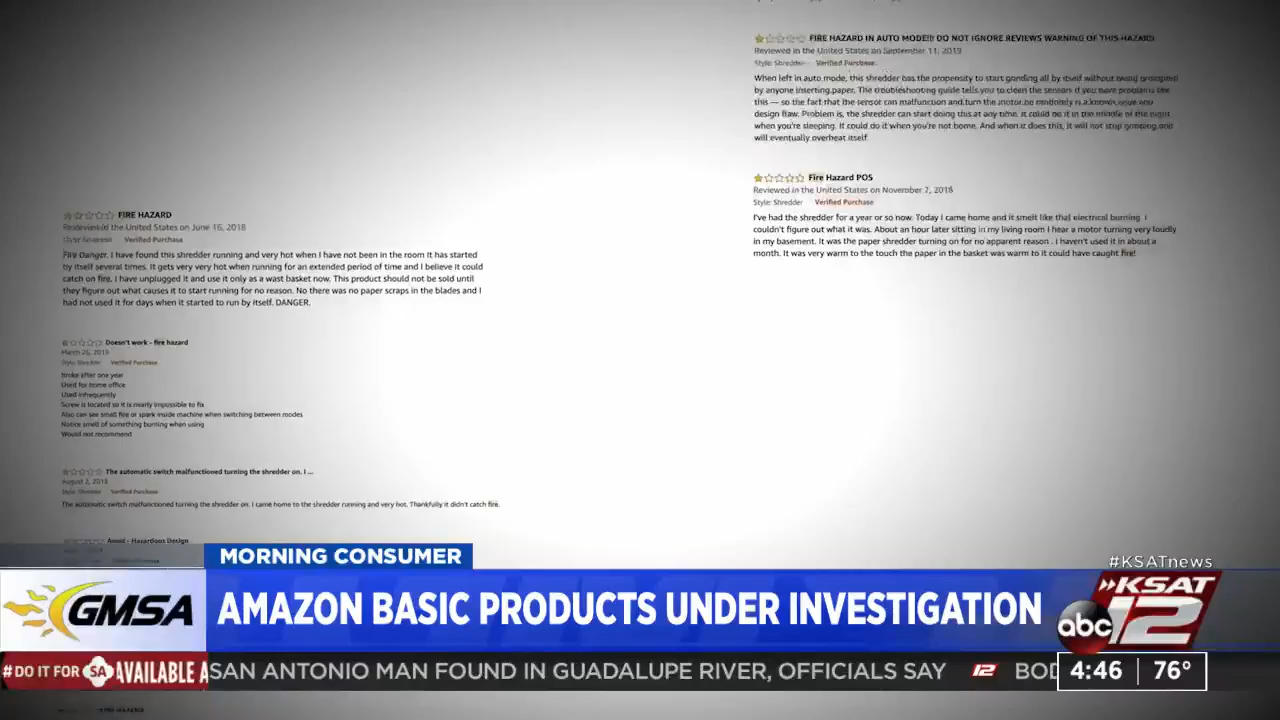 FIRE HAZARD
Reviewed in the United States on June 16, 2018
Style: Shredder Verified Purchase
Fire Danger. I have found this shredder running and very hot when I have not been in the room It has started
by itself several times. It gets very very hot when running for an extended period of time and I believe it could
catch on fire, I have unplugged it and use it only as a wast basket now. This product should not be sold until
they figure out what causes it to start running for no reason. No there was no paper scraps in the blades and I
had not used it for days when it started to run by itself. DANGER.
Doesn't work - fire hazard
March 26, 2019
Style: Shredder Verified Purchase
Broke after one year
Used for home office
Used infrequently
Screw is located so it is nearly impossible to fix
Also can see small fire or spark inside machine when switching between modes
Notice smell of something burning when using
Would not recommend
The automatic switch malfunctioned turning the shredder on. I ...
August 2, 2018
Style: Shredder Verified Purchase
The automatic switch malfunctioned turning the shredder on. I came home to the shredder running and very hot. Thankfully it didn't catch fire.
Avoid - Hazardous Design
FIRE HAZARD IN AUTO MODE!!! DO NOT IGNORE REVIEWS WARNING OF THIS HAZARD
Reviewed in the United States on September 11, 2019
Style: Shredder Verified Purchase
When left in auto mode, this shredder has the propensity to start grinding all by itself without being prompted
by anyone inserting paper. The troubleshooting guide tells you to clean the sensors if you have problems like
this — so the fact that the sensor can malfunction and turn the motor on randomly is a known issue and
design flaw. Problem is, the shredder can start doing this at any time. It could do it in the middle of the night
when you're sleeping. It could do it when you're not home. And when it does this, it will not stop grinding and
will eventually overheat itself.
Fire Hazard POS
Reviewed in the United States on November 7, 2018
Style: Shredder Verified Purchase
I've had the shredder for a year or so now. Today I came home and it smelt like that electrical burning I
couldn't figure out what it was. About an hour later sitting in my living room I hear a motor turning very loudly
in my basement. It was the paper shredder turning on for no apparent reason . I haven't used it in about a
month. It was very warm to the touch the paper in the basket was warm to it could have caught fire!
MORNING CONSUMER
#KSATnews
GMSA
AMAZON BASIC PRODUCTS UNDER INVESTIGATION
abc KSAT 12
#DO IT FOR SA AVAILABLE A
SAN ANTONIO MAN FOUND IN GUADALUPE RIVER, OFFICIALS SAY 12 BOD
4:46 76°